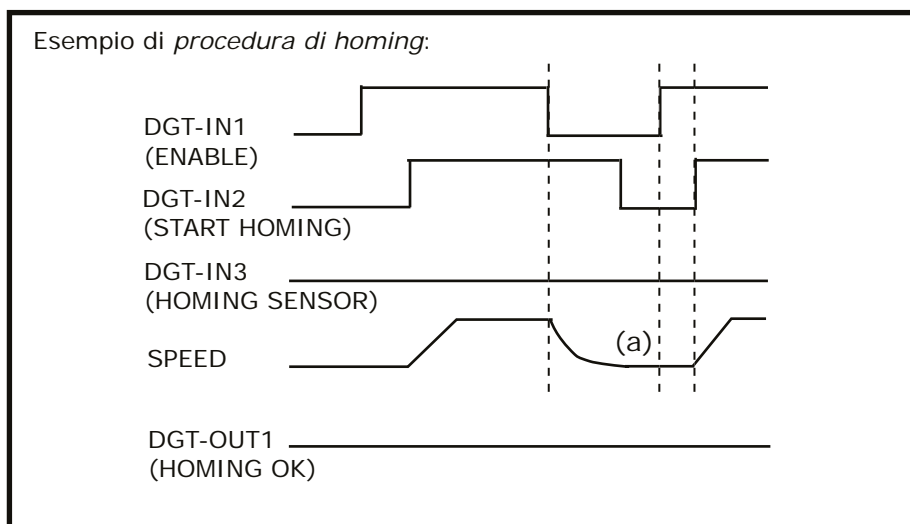 Esempio di procedura di homing:
DGT-IN1
(ENABLE)
DGT-IN2
(START HOMING)
DGT-IN3
(HOMING SENSOR)
SPEED
(a)
DGT-OUT1
(HOMING OK)